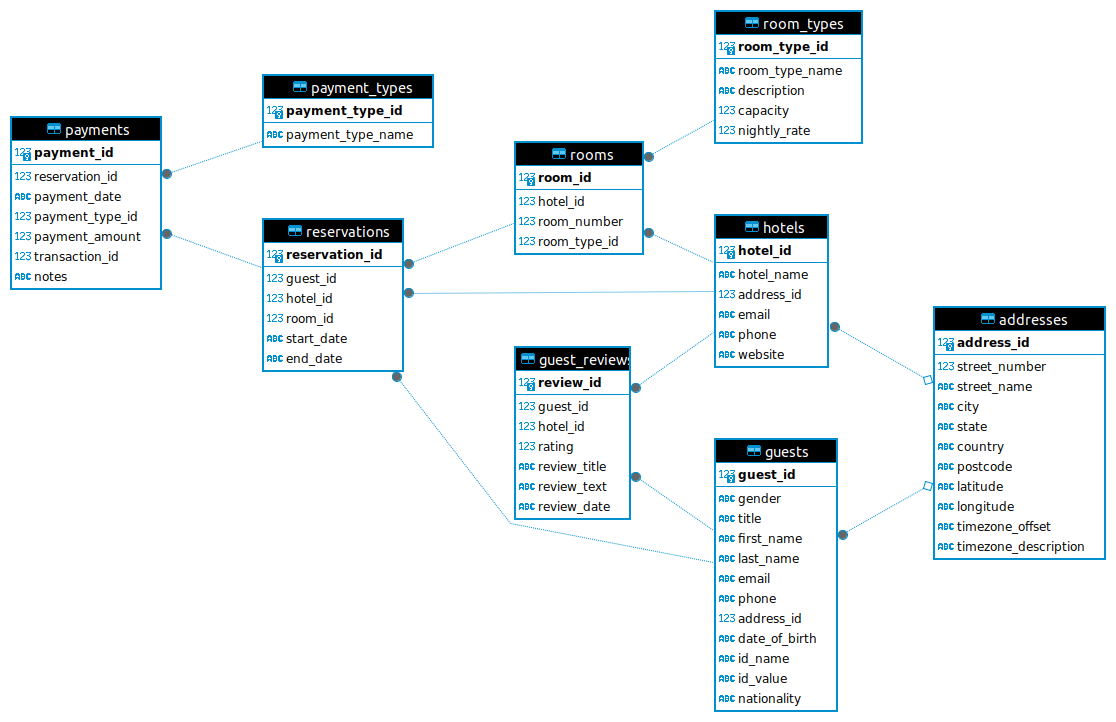 room_types
123 room_type_id
ABC room_type_name
ABC description
123 capacity
123 nightly_rate
payment_types
123 payment_type_id
ABC payment_type_name
payments
123 payment_id
123 reservation_id
ABC payment_date
123 payment_type_id
123 payment_amount
123 transaction_id
ABC notes
rooms
123 room_id
123 hotel_id
123 room_number
123 room_type_id
reservations
123 reservation_id
123 guest_id
123 hotel_id
123 room_id
ABC start_date
ABC end_date
hotels
123 hotel_id
ABC hotel_name
123 address_id
ABC email
ABC phone
ABC website
addresses
123 address_id
123 street_number
ABC street_name
ABC city
ABC state
ABC country
ABC postcode
ABC latitude
ABC longitude
ABC timezone_offset
ABC timezone_description
guest_reviews
123 review_id
123 guest_id
123 hotel_id
123 rating
ABC review_title
ABC review_text
ABC review_date
guests
123 guest_id
ABC gender
ABC title
ABC first_name
ABC last_name
ABC email
ABC phone
123 address_id
ABC date_of_birth
ABC id_name
ABC id_value
ABC nationality